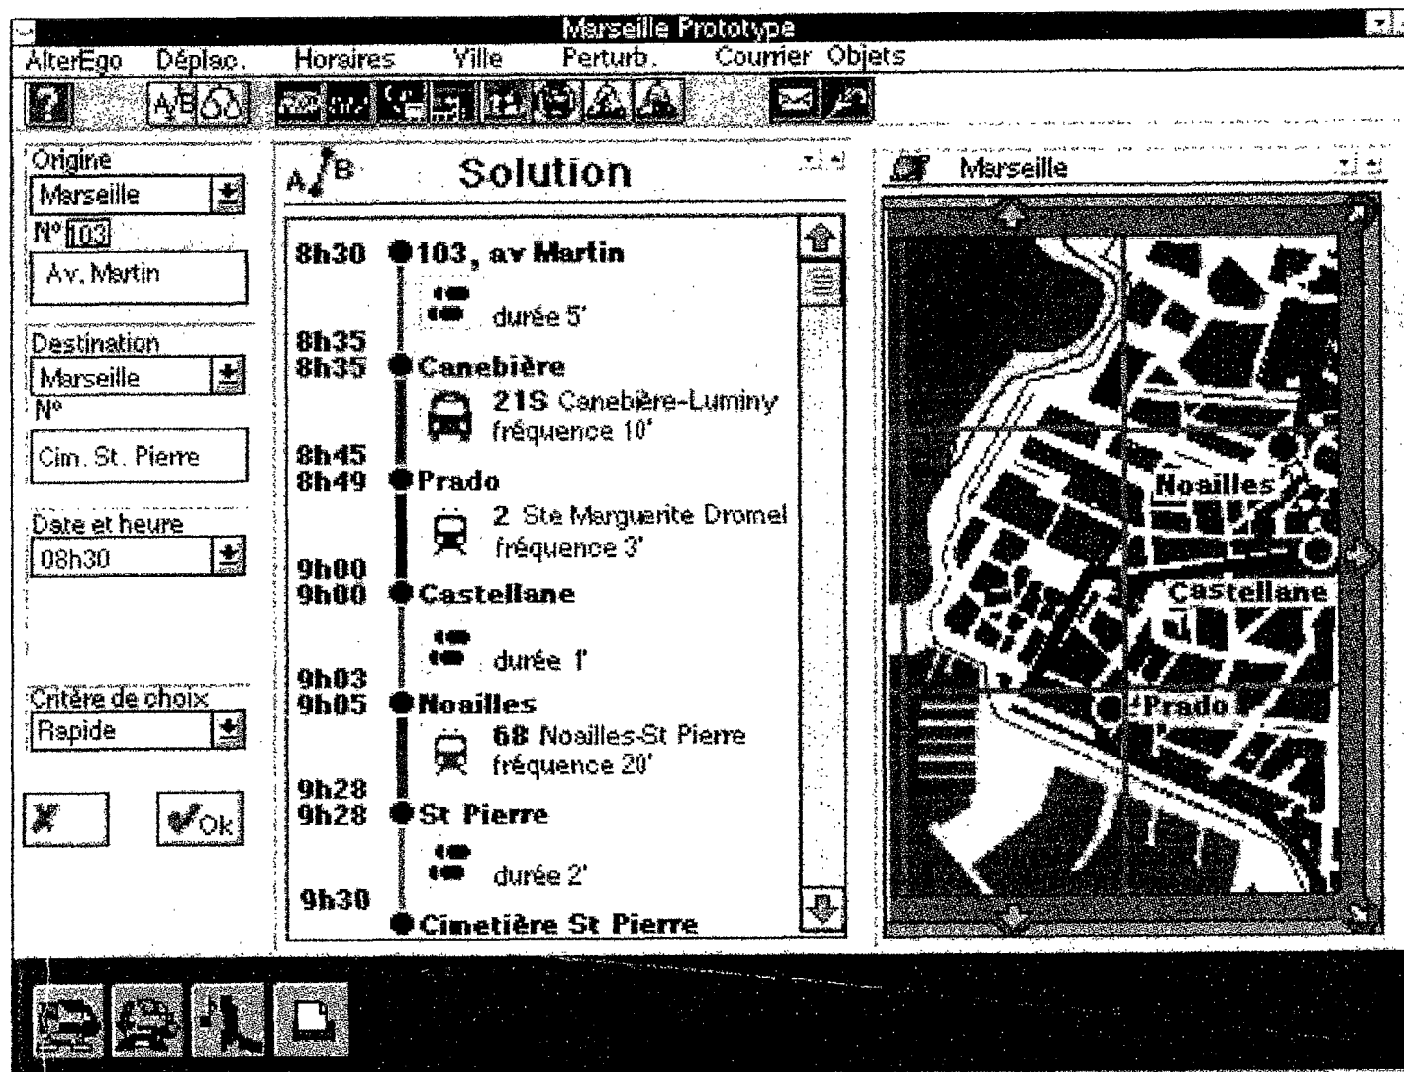 Marseille Prototype
AlterEgo Déplac. Horaires Ville Perturb. Courrier Objets
A/B
Origine
Marseille
Nº 103
Av. Martin
Destination
Marseille
Nº
Cim. St. Pierre
Date et heure
08h30
Critère de choix
Rapide
Ok
A B Solution
8h30 103, av Martin
durée 5'
8h35
8h35 Canebière
21S Canebière-Luminy
fréquence 10'
8h45
8h49 Prado
2 Ste Marguerite Dromel
fréquence 3'
9h00
9h00 Castellane
durée 1'
9h03
9h05 Noailles
68 Noailles-St Pierre
fréquence 20'
9h28
9h28 St Pierre
durée 2'
9h30
Cimetière St Pierre
Marseille
Noailles
Castellane
Prado